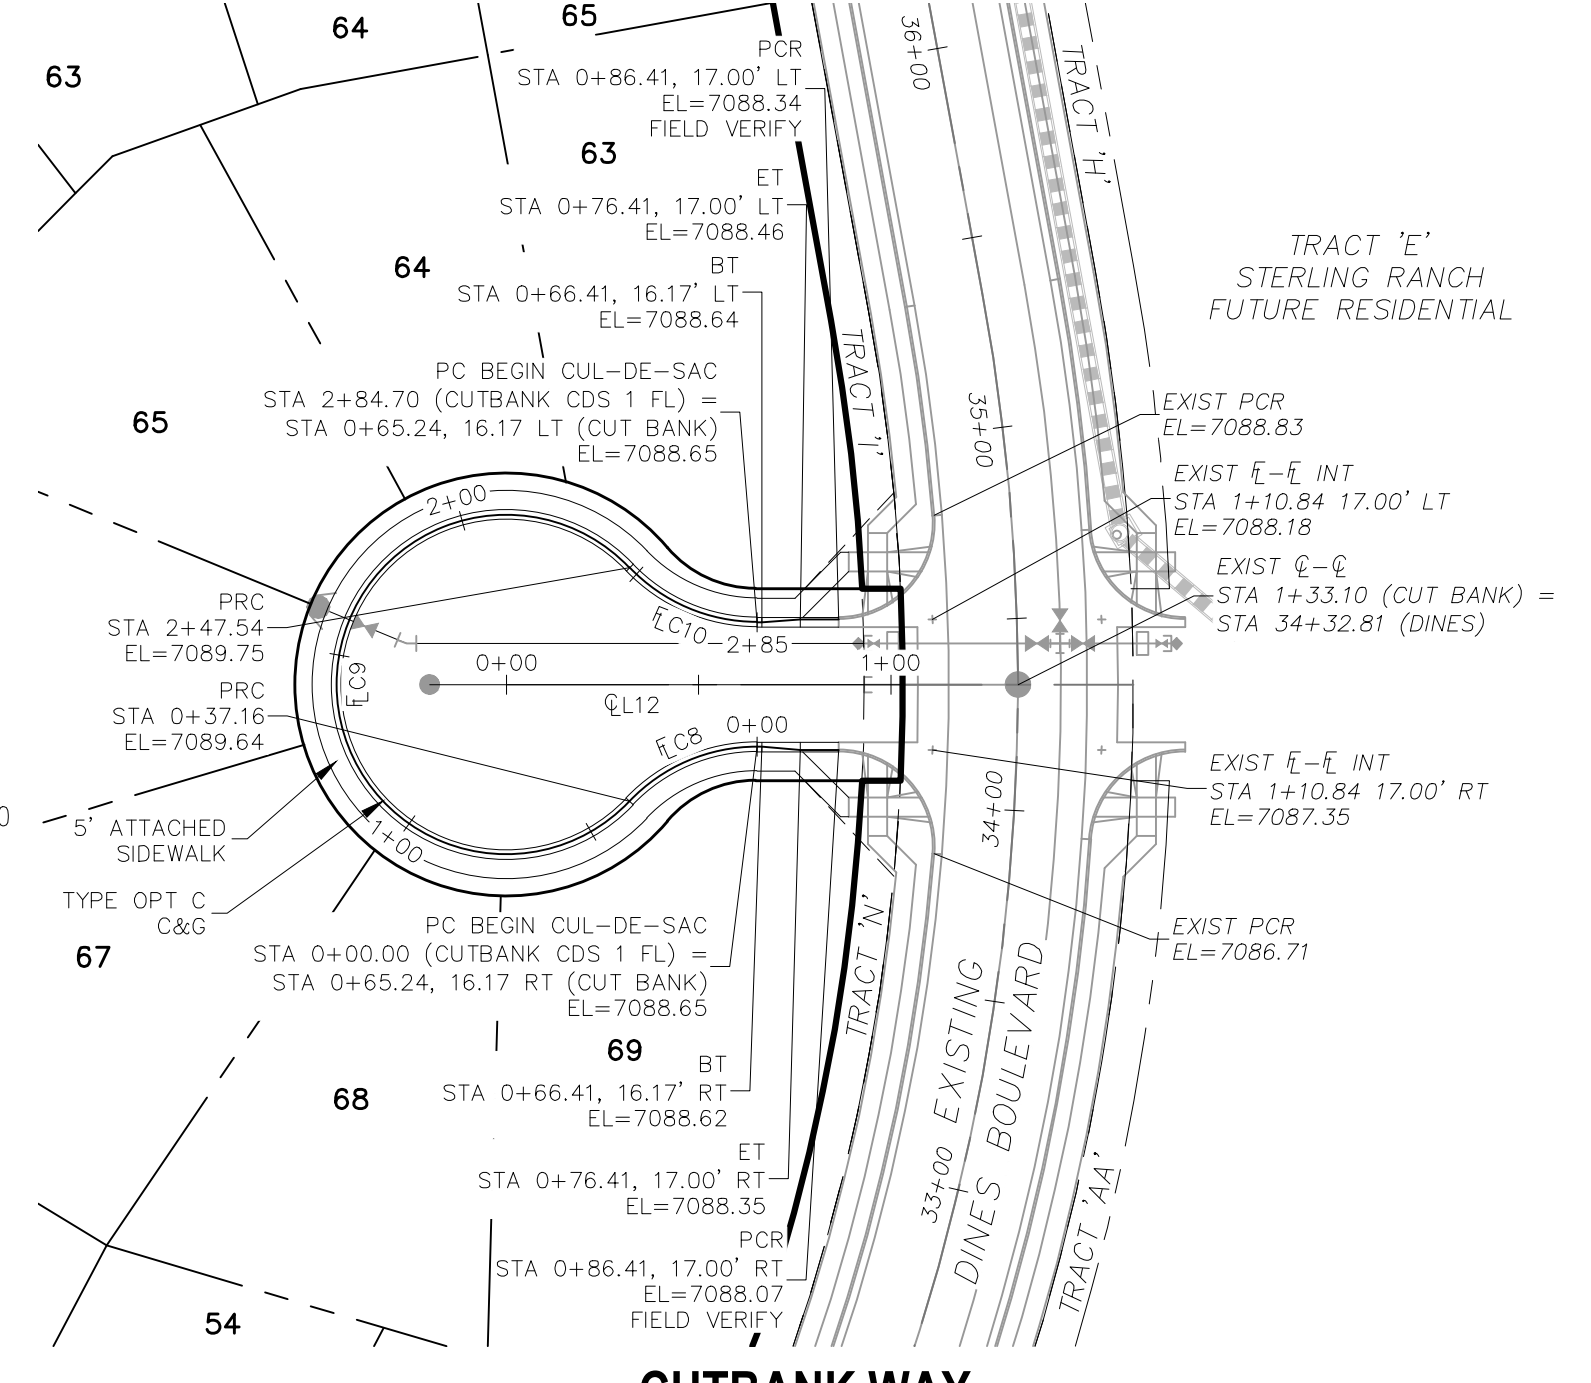 64
65
63
PCR
STA 0+86.41, 17.00' LT
EL=7088.34
FIELD VERIFY
63
ET
STA 0+76.41, 17.00' LT
EL=7088.46
64
BT
STA 0+66.41, 16.17' LT
EL=7088.64
PC BEGIN CUL-DE-SAC
STA 2+84.70 (CUTBANK CDS 1 FL) =
STA 0+65.24, 16.17 LT (CUT BANK)
EL=7088.65
65
36+00
TRACT 'H'
TRACT 'E'
STERLING RANCH
FUTURE RESIDENTIAL
TRACT 'I'
35+00
EXIST PCR
EL=7088.83
EXIST FL-FL INT
STA 1+10.84 17.00' LT
EL=7088.18
EXIST CL-CL
STA 1+33.10 (CUT BANK) =
STA 34+32.81 (DINES)
2+00
PRC
STA 2+47.54
EL=7089.75
FLC10
2+85
0+00
1+00
FLC9
CLL12
PRC
STA 0+37.16
EL=7089.64
FLC8
0+00
EXIST FL-FL INT
STA 1+10.84 17.00' RT
EL=7087.35
34+00
0
5' ATTACHED
SIDEWALK
1+00
TYPE OPT C
C&G
67
PC BEGIN CUL-DE-SAC
STA 0+00.00 (CUTBANK CDS 1 FL) =
STA 0+65.24, 16.17 RT (CUT BANK)
EL=7088.65
TRACT 'N'
EXIST PCR
EL=7086.71
69
BT
STA 0+66.41, 16.17' RT
EL=7088.62
68
ET
STA 0+76.41, 17.00' RT
EL=7088.35
33+00
EXISTING
DINES BOULEVARD
TRACT 'AA'
PCR
STA 0+86.41, 17.00' RT
EL=7088.07
FIELD VERIFY
54
CUTBANK WAY